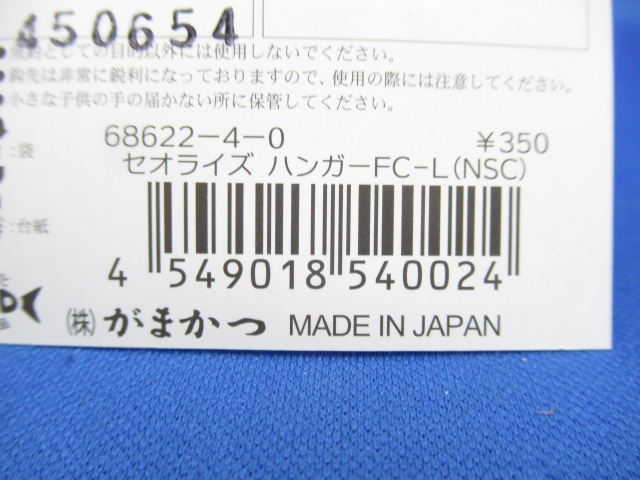 450654
としての目的以外には使用しないでください。
鈎先は非常に鋭利になっておりますので、使用の際には注意してください。
小さな子供の手の届かない所に保管してください。
68622-4-0 ¥350
セオライズ ハンガーFC-L(NSC)
:袋
:台紙
4 549018 540024
(株) がまかつ MADE IN JAPAN